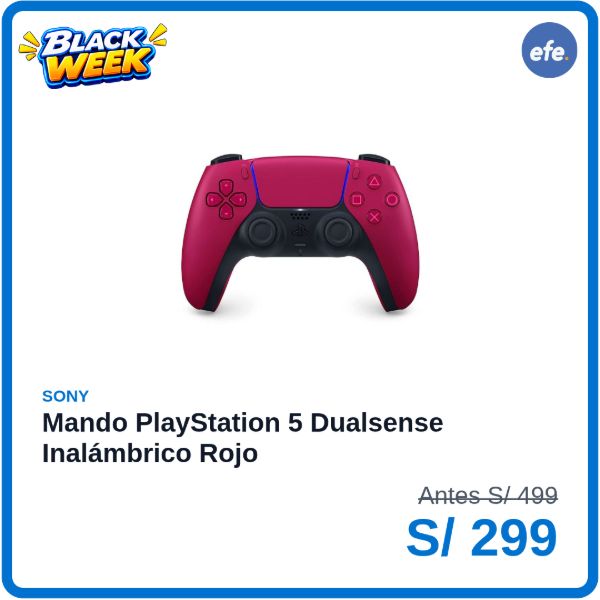 BLACK
WEEK
efe.
SONY
Mando PlayStation 5 Dualsense
Inalámbrico Rojo
Antes S/ 499
S/ 299